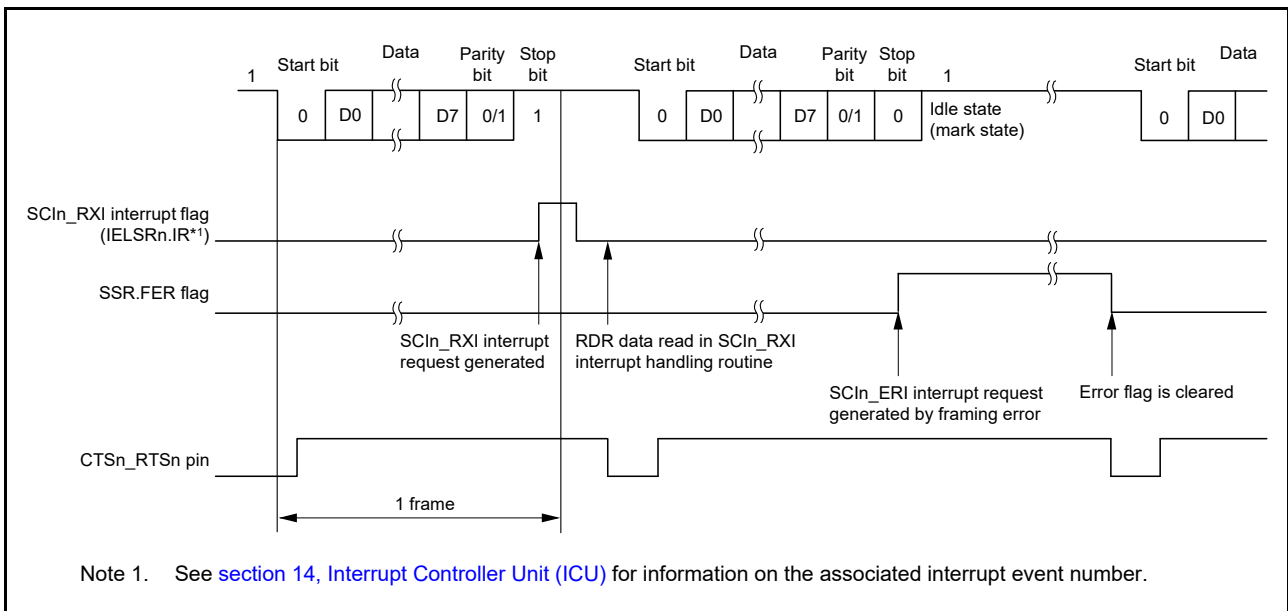 Data Parity Stop Data Parity Stop Data
1 Start bit bit bit Start bit bit bit 1 Start bit
0 D0 D7 0/1 1 0 D0 D7 0/1 0 Idle state 0 D0
(mark state)
SCIn_RXI interrupt flag
(IELSRn.IR*1)
SSR.FER flag
SCIn_RXI interrupt
request generated
RDR data read in SCIn_RXI
interrupt handling routine
SCIn_ERI interrupt request
generated by framing error
Error flag is cleared
CTSn_RTSn pin
1 frame
Note 1. See section 14, Interrupt Controller Unit (ICU) for information on the associated interrupt event number.